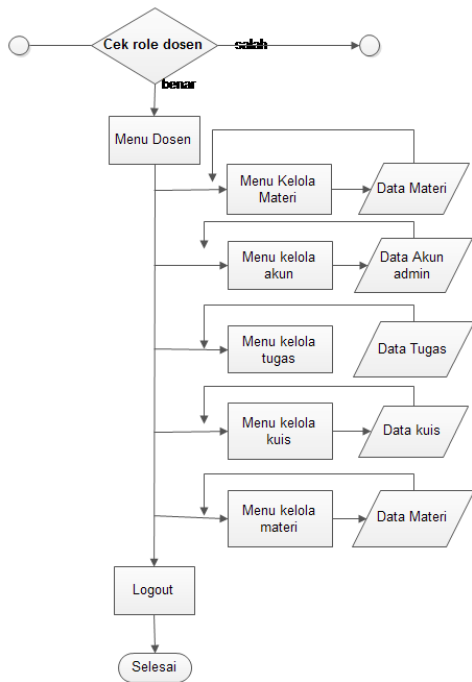 Cek role dosen
salah
benar
Menu Dosen
Menu Kelola
Materi
Data Materi
Menu kelola
akun
Data Akun
admin
Menu kelola
tugas
Data Tugas
Menu kelola
kuis
Data kuis
Menu kelola
materi
Data Materi
Logout
Selesai